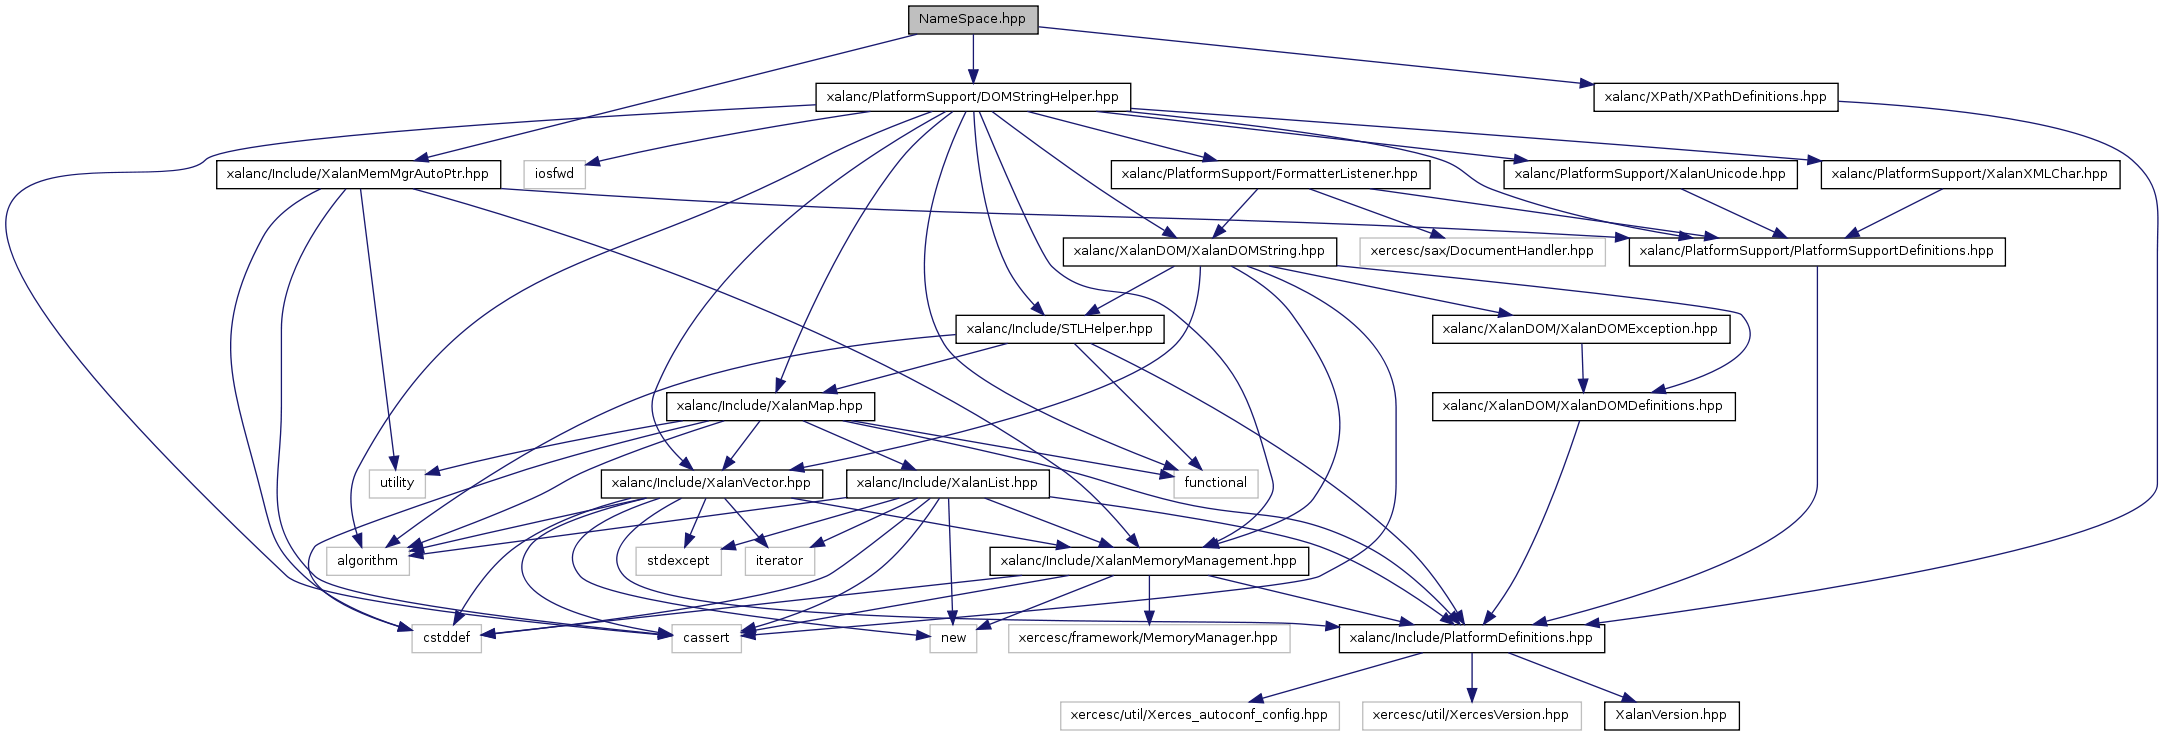 NameSpace.hpp
xalanc/PlatformSupport/DOMStringHelper.hpp
xalanc/XPath/XPathDefinitions.hpp
xalanc/Include/XalanMemMgrAutoPtr.hpp
iosfwd
xalanc/PlatformSupport/FormatterListener.hpp
xalanc/PlatformSupport/XalanUnicode.hpp
xalanc/PlatformSupport/XalanXMLChar.hpp
xalanc/XalanDOM/XalanDOMString.hpp
xercesc/sax/DocumentHandler.hpp
xalanc/PlatformSupport/PlatformSupportDefinitions.hpp
xalanc/Include/STLHelper.hpp
xalanc/XalanDOM/XalanDOMException.hpp
xalanc/Include/XalanMap.hpp
xalanc/XalanDOM/XalanDOMDefinitions.hpp
utility
xalanc/Include/XalanVector.hpp
xalanc/Include/XalanList.hpp
functional
algorithm
stdexcept
iterator
xalanc/Include/XalanMemoryManagement.hpp
cstddef
cassert
new
xercesc/framework/MemoryManager.hpp
xalanc/Include/PlatformDefinitions.hpp
xercesc/util/Xerces_autoconf_config.hpp
xercesc/util/XercesVersion.hpp
XalanVersion.hpp